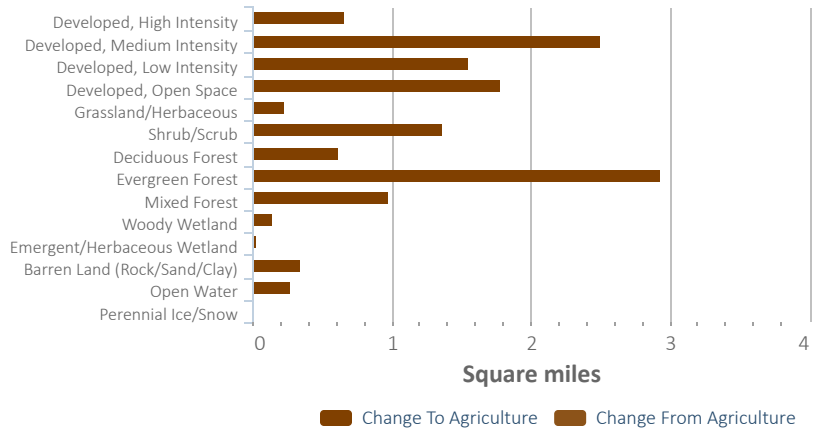 Developed, High Intensity
Developed, Medium Intensity
Developed, Low Intensity
Developed, Open Space
Grassland/Herbaceous
Shrub/Scrub
Deciduous Forest
Evergreen Forest
Mixed Forest
Woody Wetland
Emergent/Herbaceous Wetland
Barren Land (Rock/Sand/Clay)
Open Water
Perennial Ice/Snow
0 1 2 3 4
Square miles
Change To Agriculture Change From Agriculture